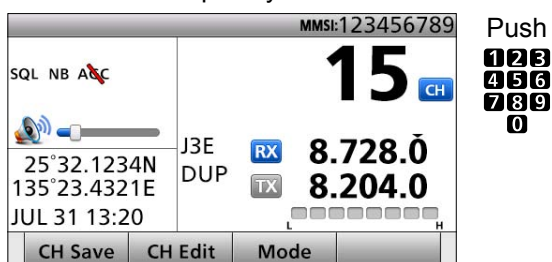 MMSI:123456789
Push
SQL NB AGC
15 CH
1 2 3
4 5 6
7 8 9
0
J3E RX 8.728.0
DUP TX 8.204.0
25°32.1234N
135°23.4321E
JUL 31 13:20
L H
CH Save CH Edit Mode